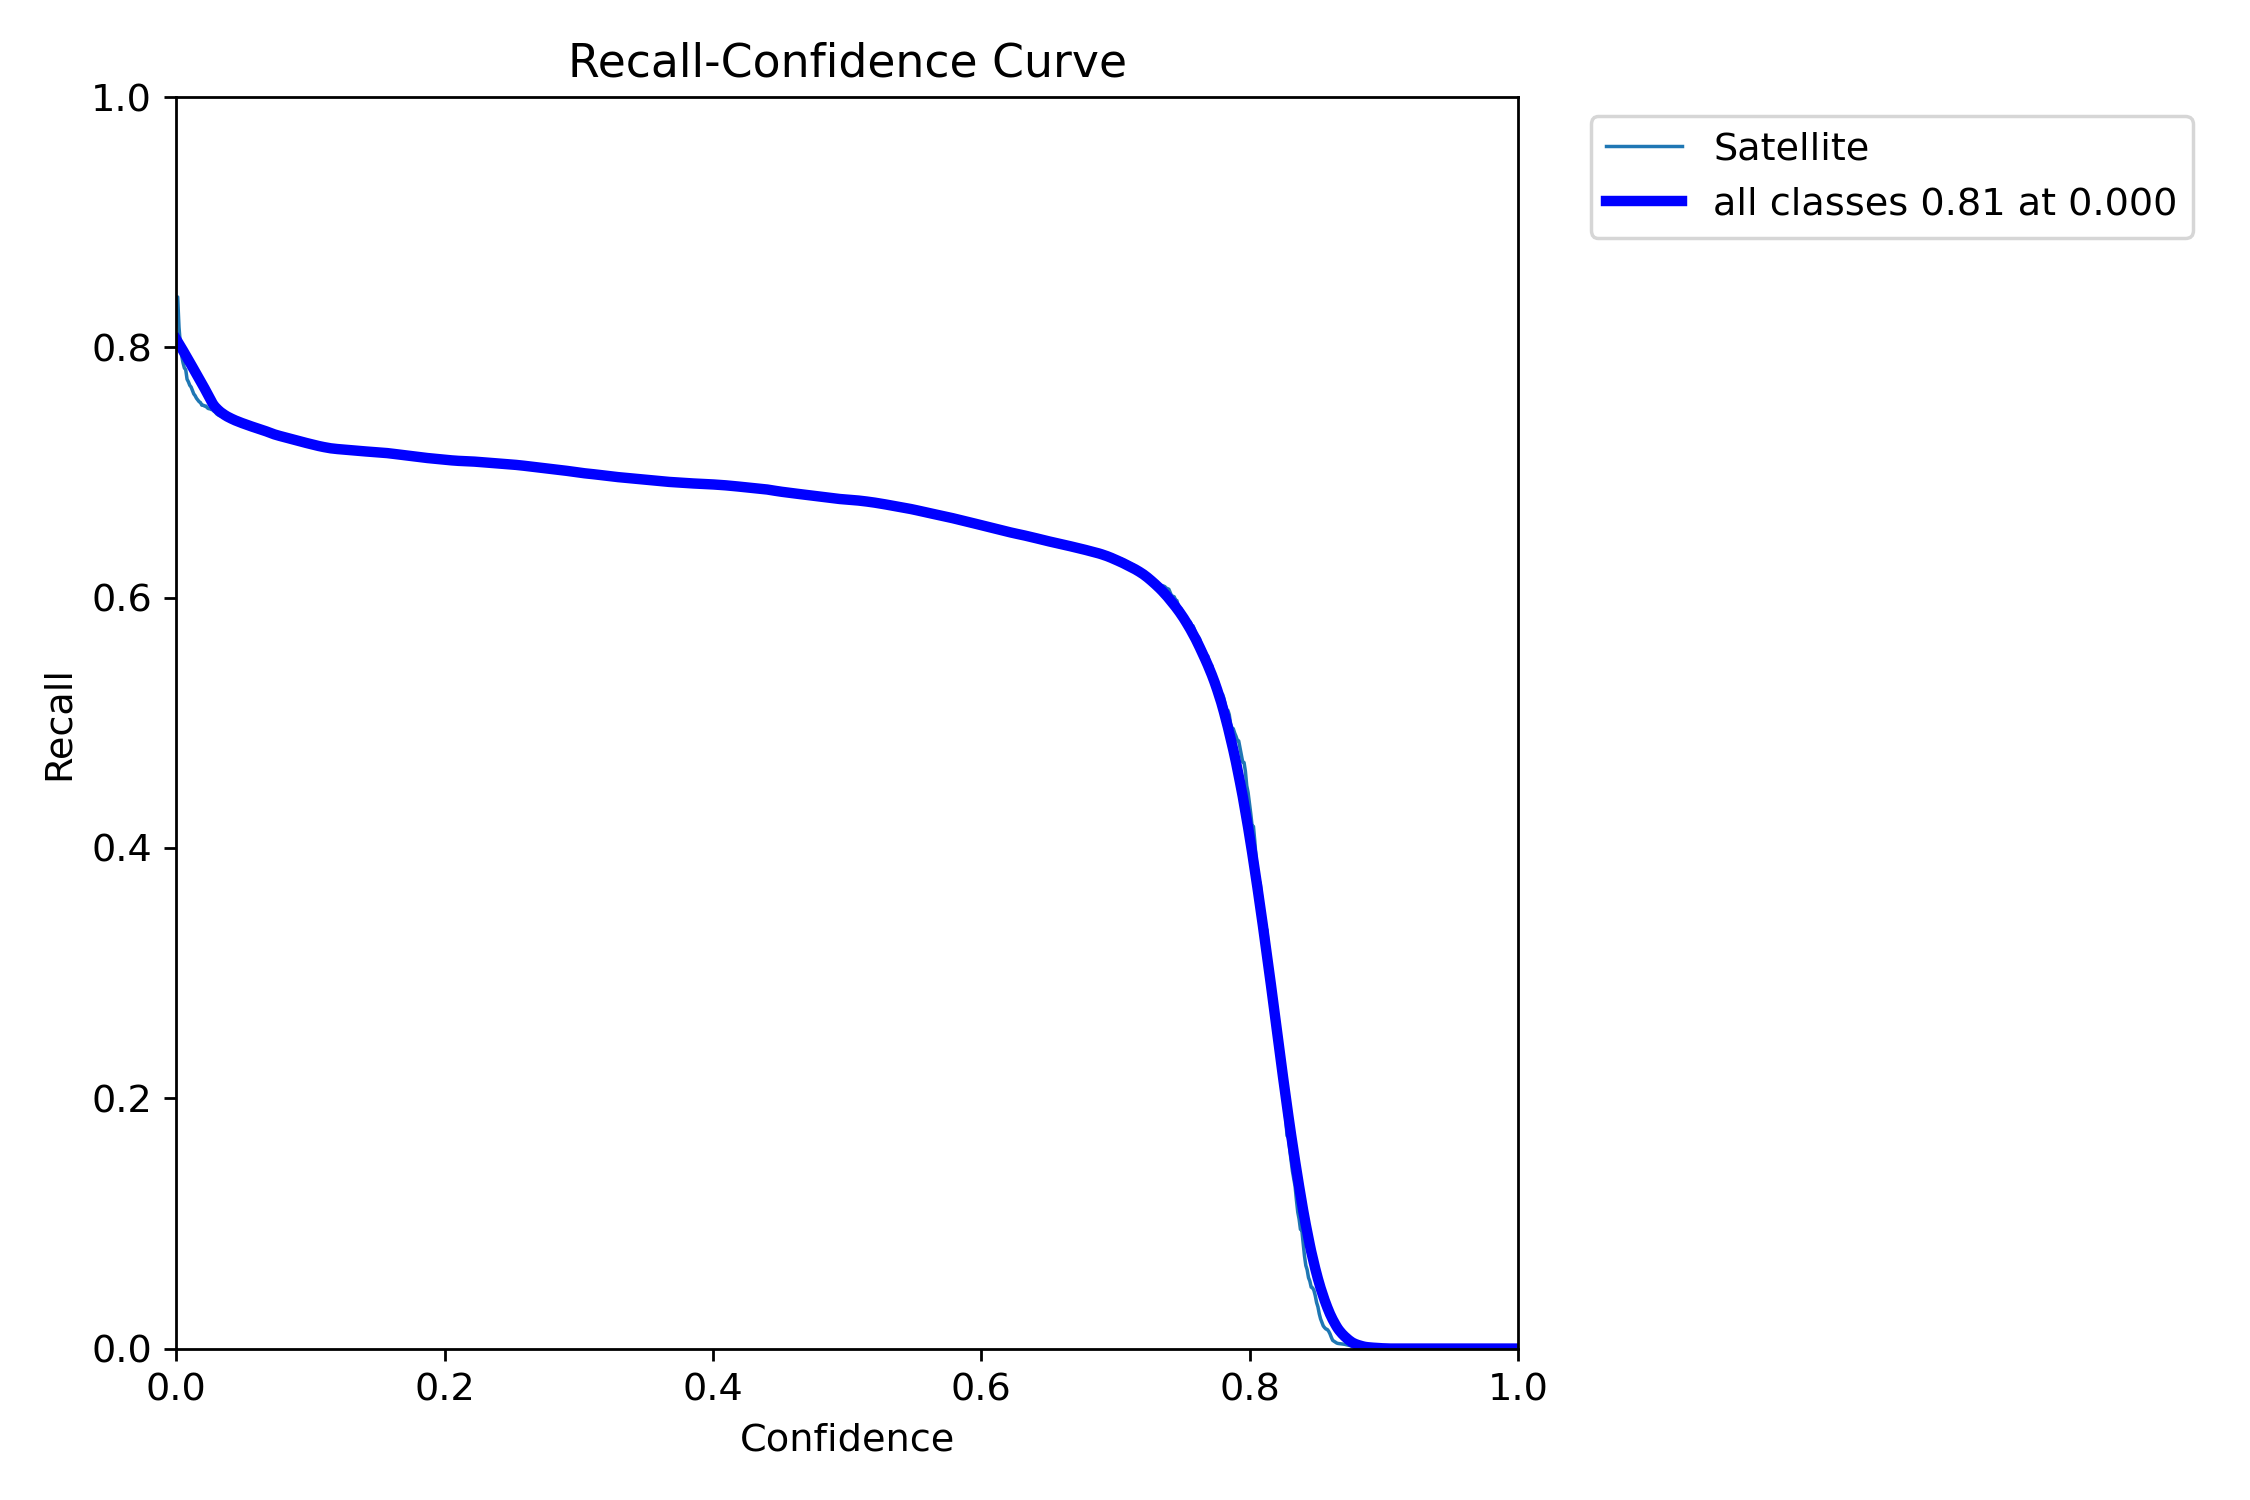 Recall-Confidence Curve
Satellite
all classes 0.81 at 0.000
1.0
0.8
0.6
0.4
0.2
0.0
Recall
0.0 0.2 0.4 0.6 0.8 1.0
Confidence